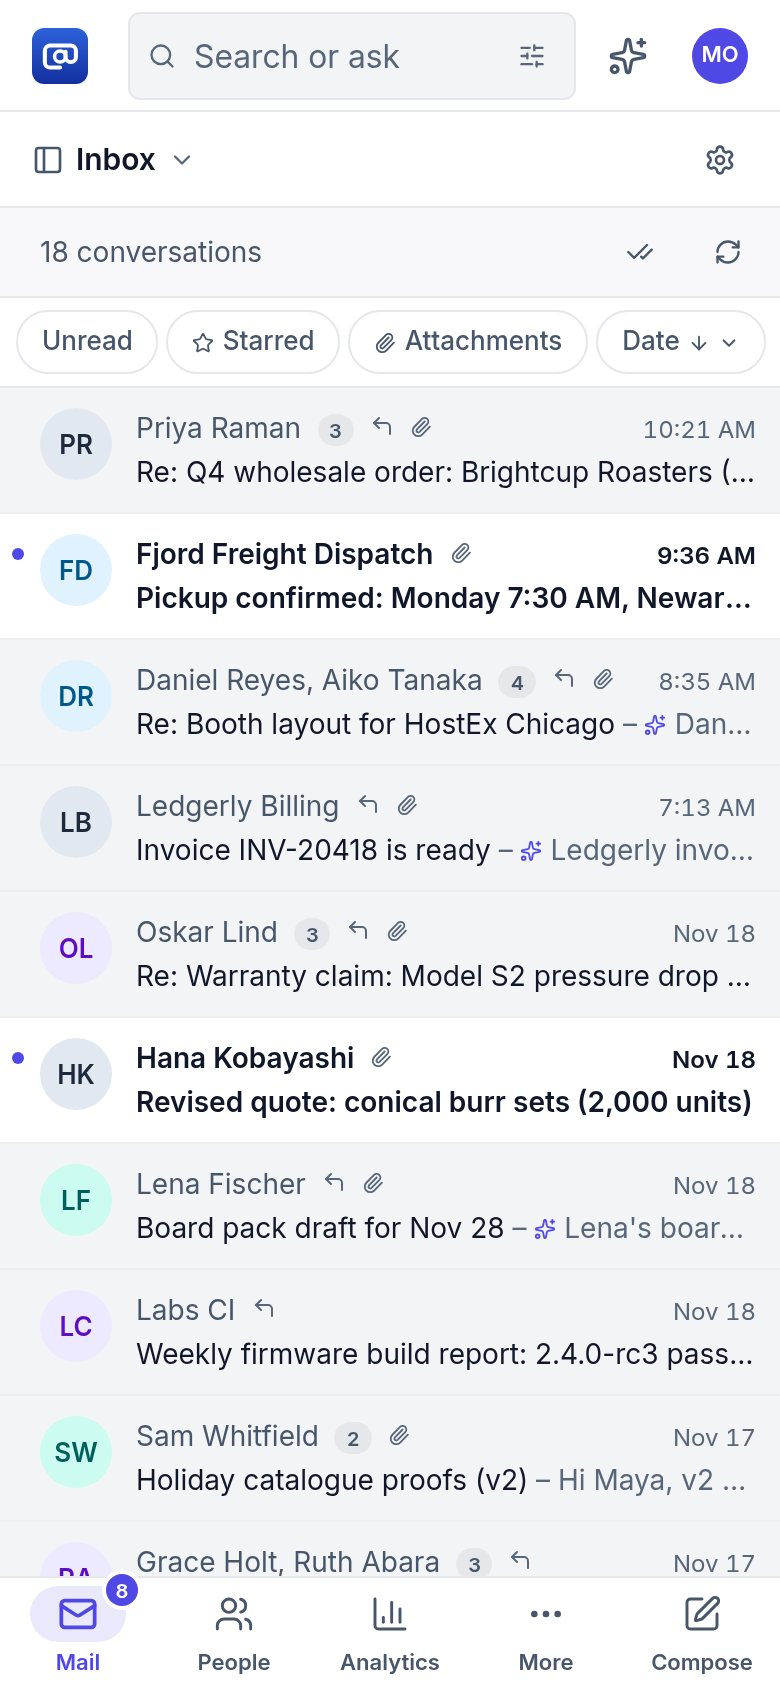 Search or ask
MO
Inbox
18 conversations
Unread
Starred
Attachments
Date
PR
Priya Raman 3 10:21 AM
Re: Q4 wholesale order: Brightcup Roasters (...
FD
Fjord Freight Dispatch 9:36 AM
Pickup confirmed: Monday 7:30 AM, Newar...
DR
Daniel Reyes, Aiko Tanaka 4 8:35 AM
Re: Booth layout for HostEx Chicago – Dan...
LB
Ledgerly Billing 7:13 AM
Invoice INV-20418 is ready – Ledgerly invo...
OL
Oskar Lind 3 Nov 18
Re: Warranty claim: Model S2 pressure drop ...
HK
Hana Kobayashi Nov 18
Revised quote: conical burr sets (2,000 units)
LF
Lena Fischer Nov 18
Board pack draft for Nov 28 – Lena's boar...
LC
Labs CI Nov 18
Weekly firmware build report: 2.4.0-rc3 pass...
SW
Sam Whitfield 2 Nov 17
Holiday catalogue proofs (v2) – Hi Maya, v2 ...
Grace Holt, Ruth Abara 3 Nov 17
8
Mail
People
Analytics
More
Compose